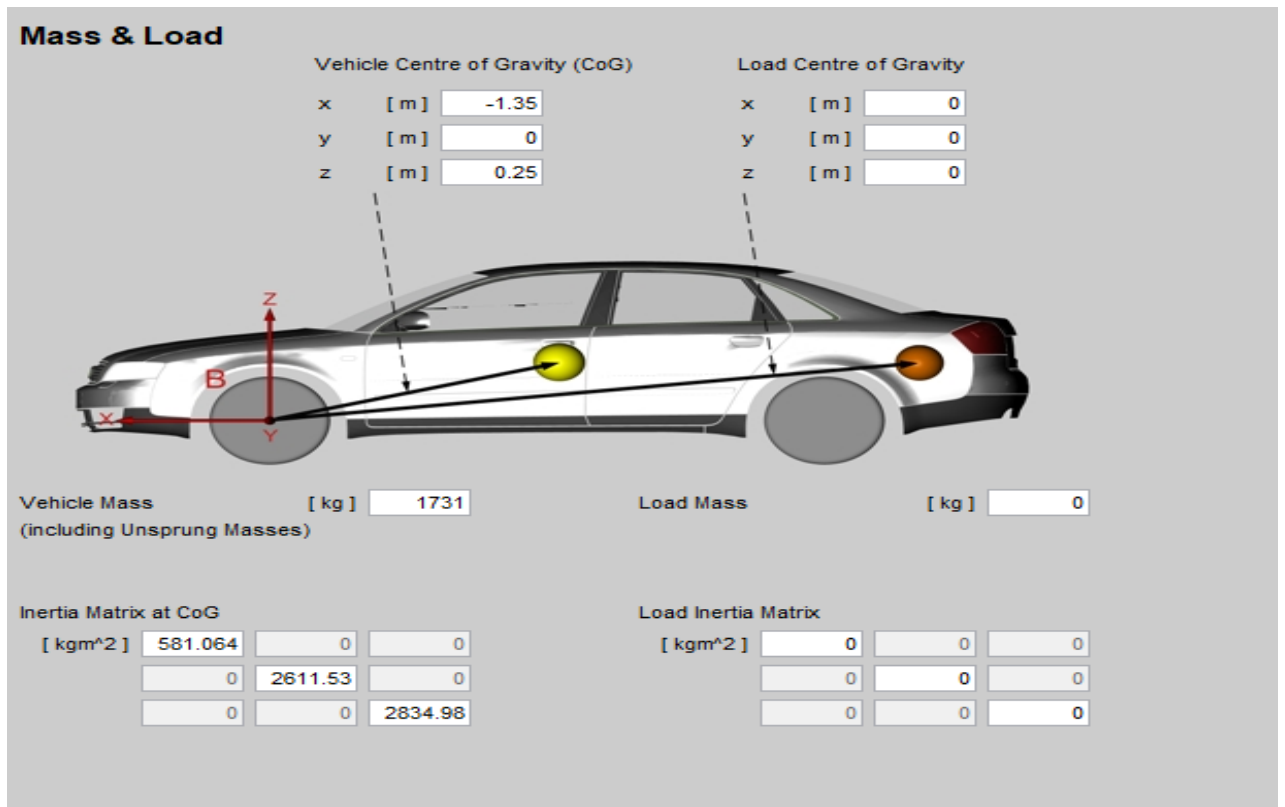 Mass & Load
Vehicle Centre of Gravity (CoG) Load Centre of Gravity
x [ m ] -1.35 x [ m ] 0
y [ m ] 0 y [ m ] 0
z [ m ] 0.25 z [ m ] 0
Z
B
X
Y
Vehicle Mass [ kg ] 1731 Load Mass [ kg ] 0
(including Unsprung Masses)
Inertia Matrix at CoG Load Inertia Matrix
[ kgm^2 ] 581.064 0 0 [ kgm^2 ] 0 0 0
0 2611.53 0 0 0 0
0 0 2834.98 0 0 0